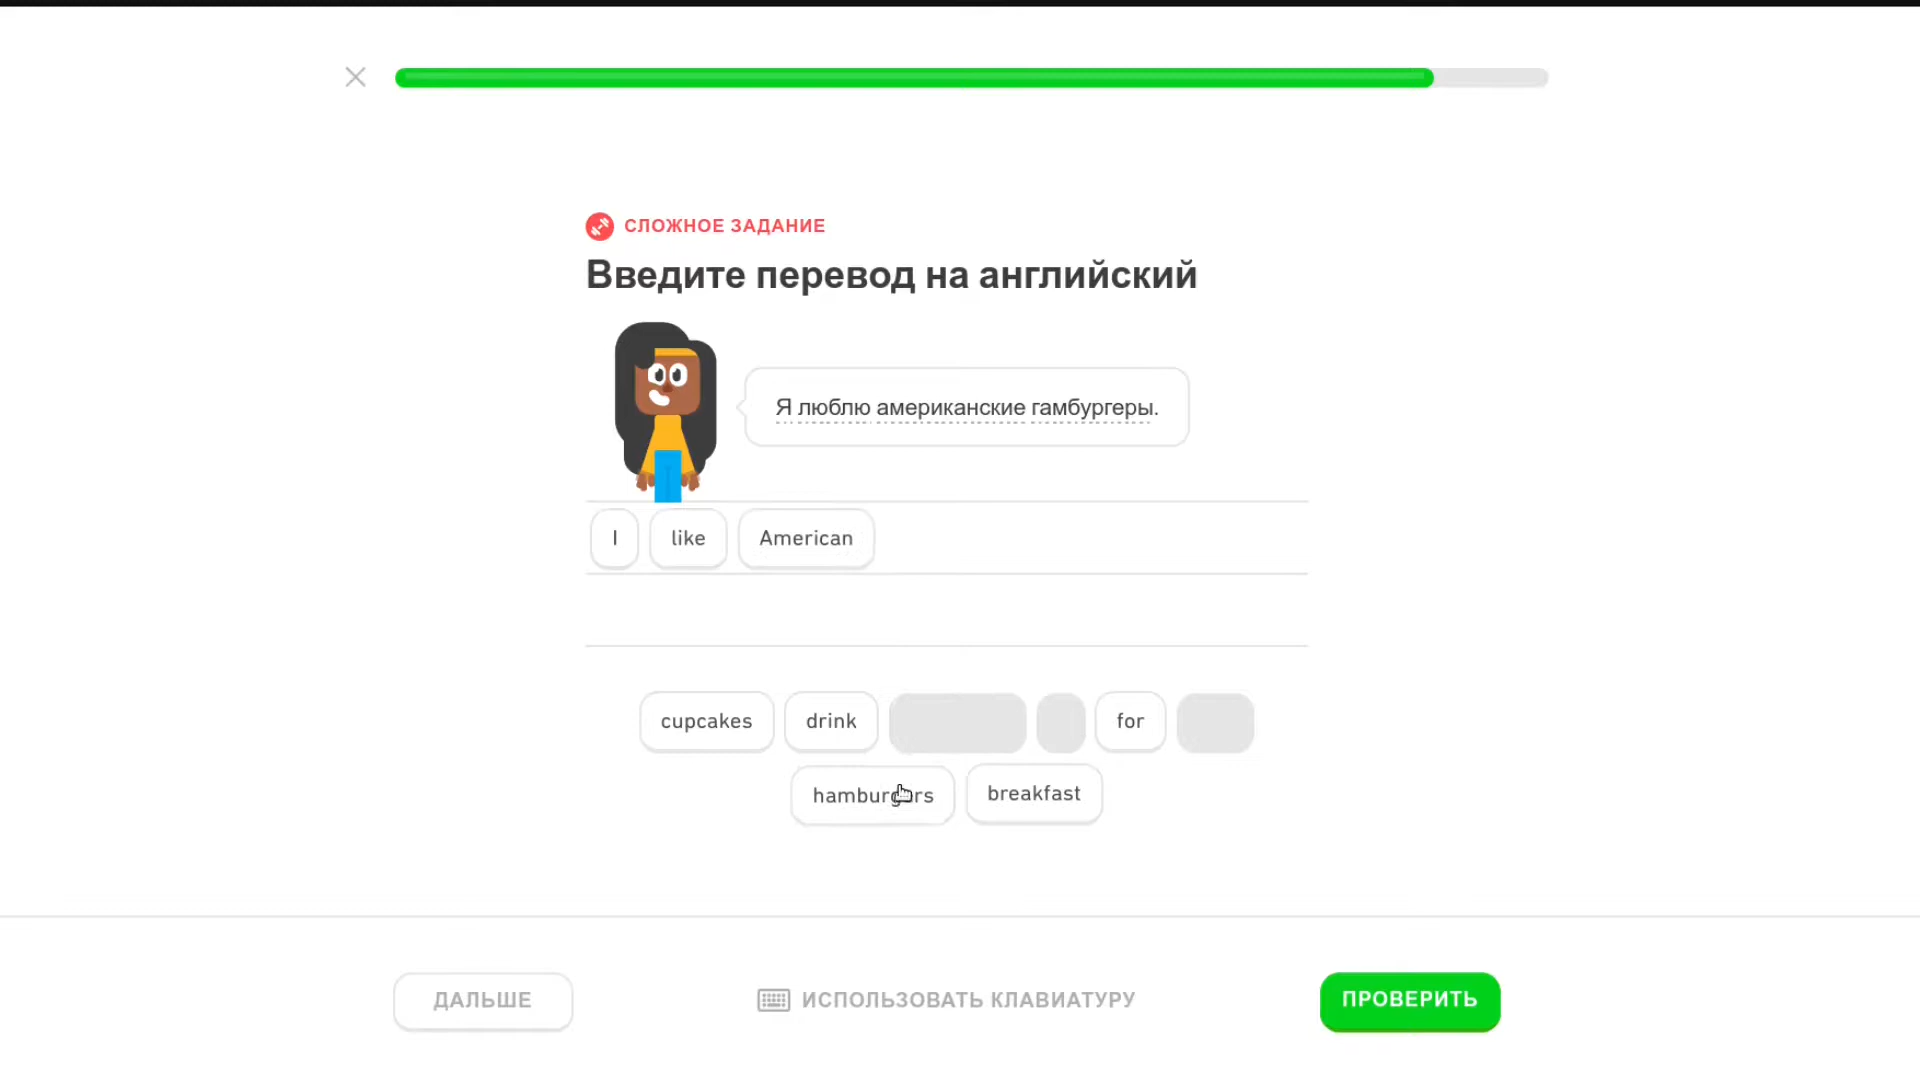 СЛОЖНОЕ ЗАДАНИЕ
Введите перевод на английский
Я люблю американские гамбургеры.
I like American
cupcakes drink for
hamburgers breakfast
ДАЛЬШЕ ИСПОЛЬЗОВАТЬ КЛАВИАТУРУ ПРОВЕРИТЬ